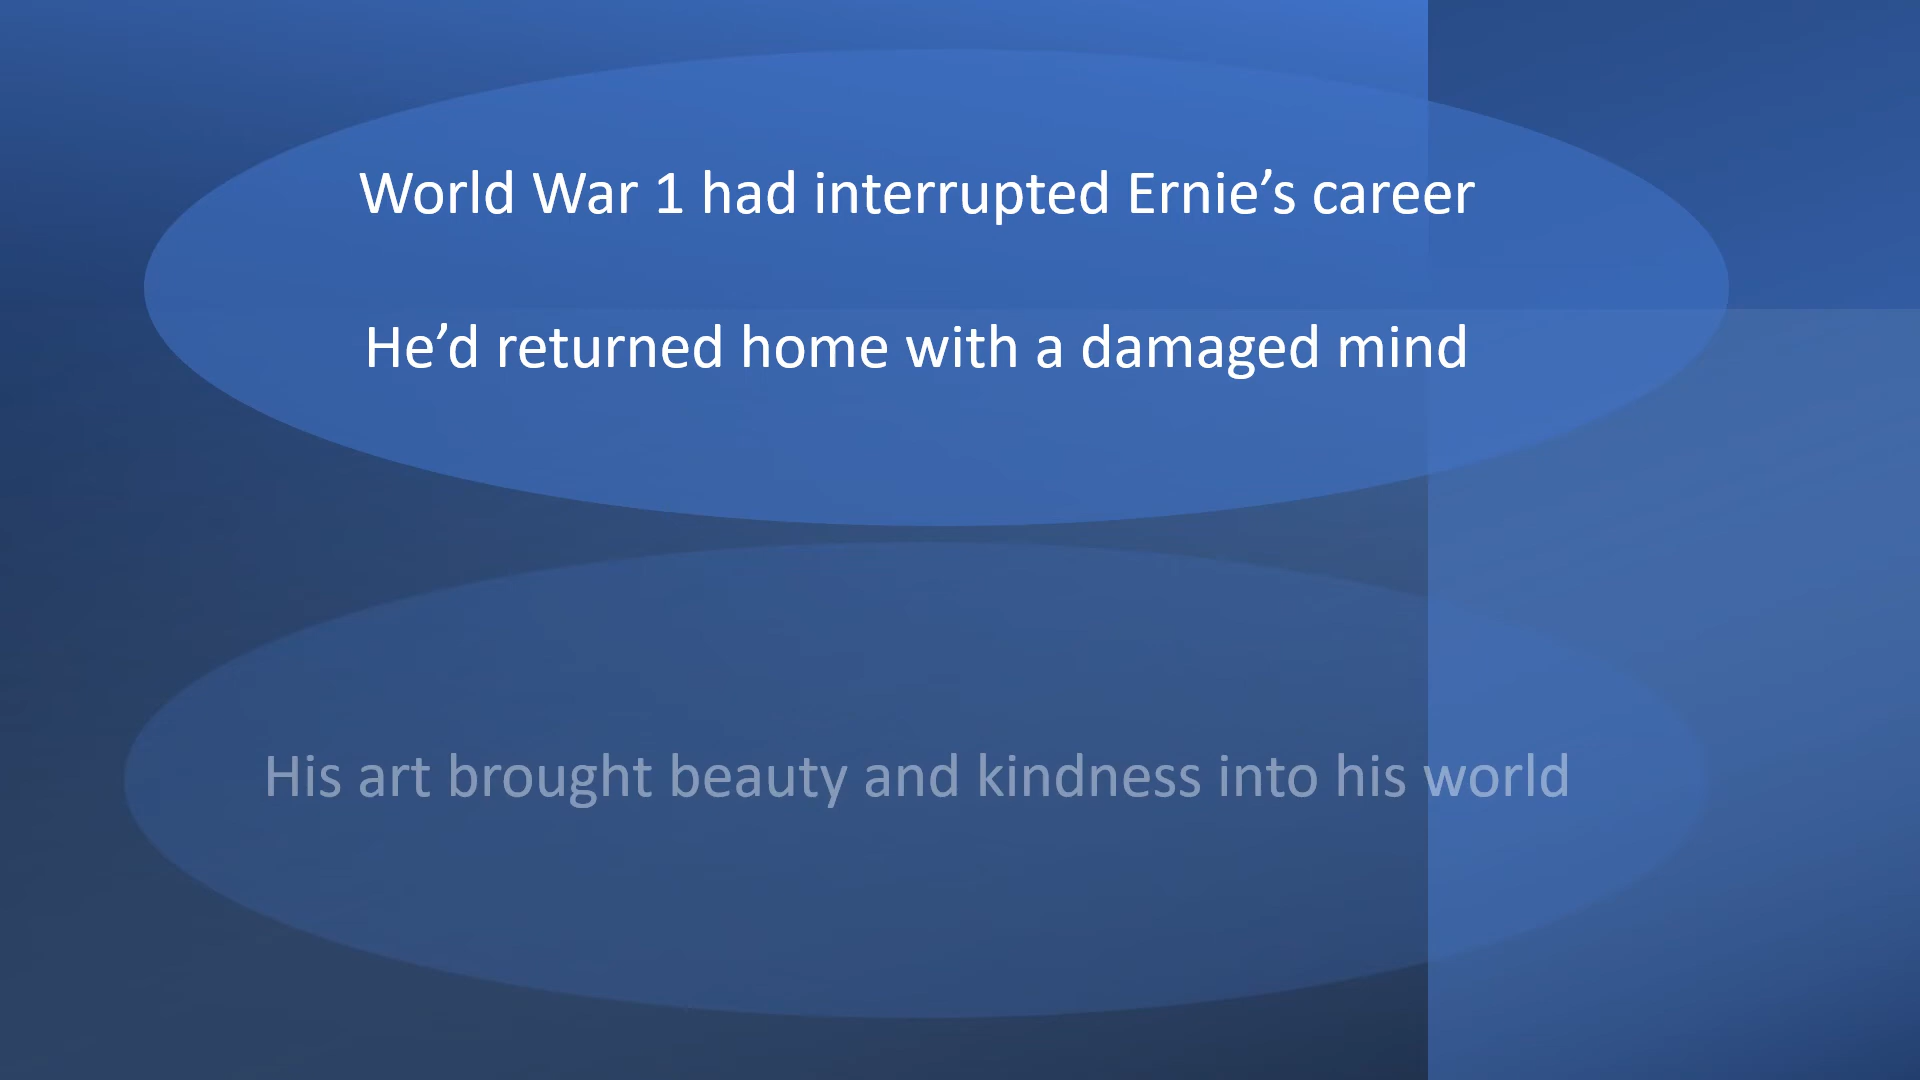 World War 1 had interrupted Ernie’s career
He’d returned home with a damaged mind
His art brought beauty and kindness into his world